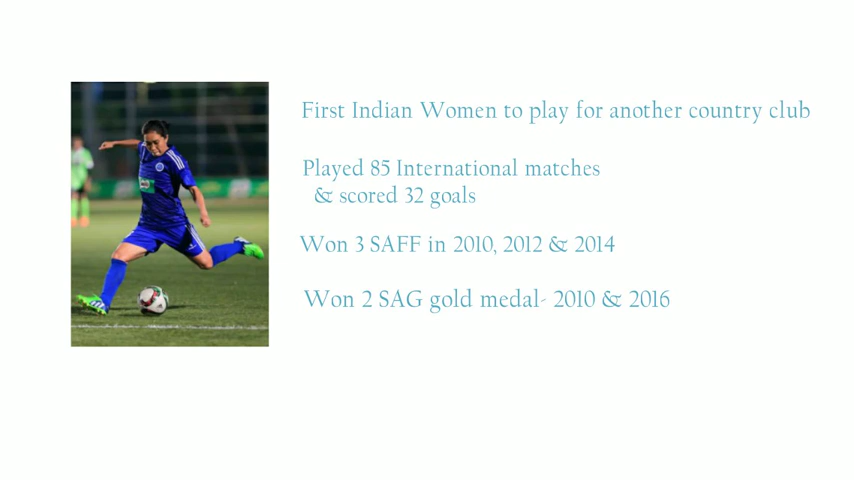 First Indian Women to play for another country club
Played 85 International matches
& scored 32 goals
Won 3 SAFF in 2010, 2012 & 2014
Won 2 SAG gold medal- 2010 & 2016